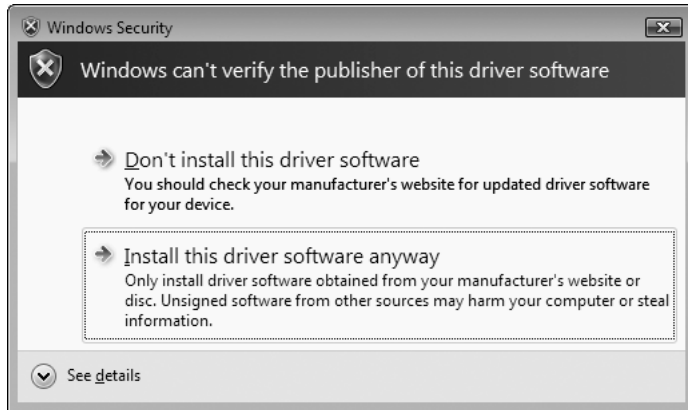 Windows Security
Windows can't verify the publisher of this driver software
Don't install this driver software
You should check your manufacturer's website for updated driver software
for your device.
Install this driver software anyway
Only install driver software obtained from your manufacturer's website or
disc. Unsigned software from other sources may harm your computer or steal
information.
See details